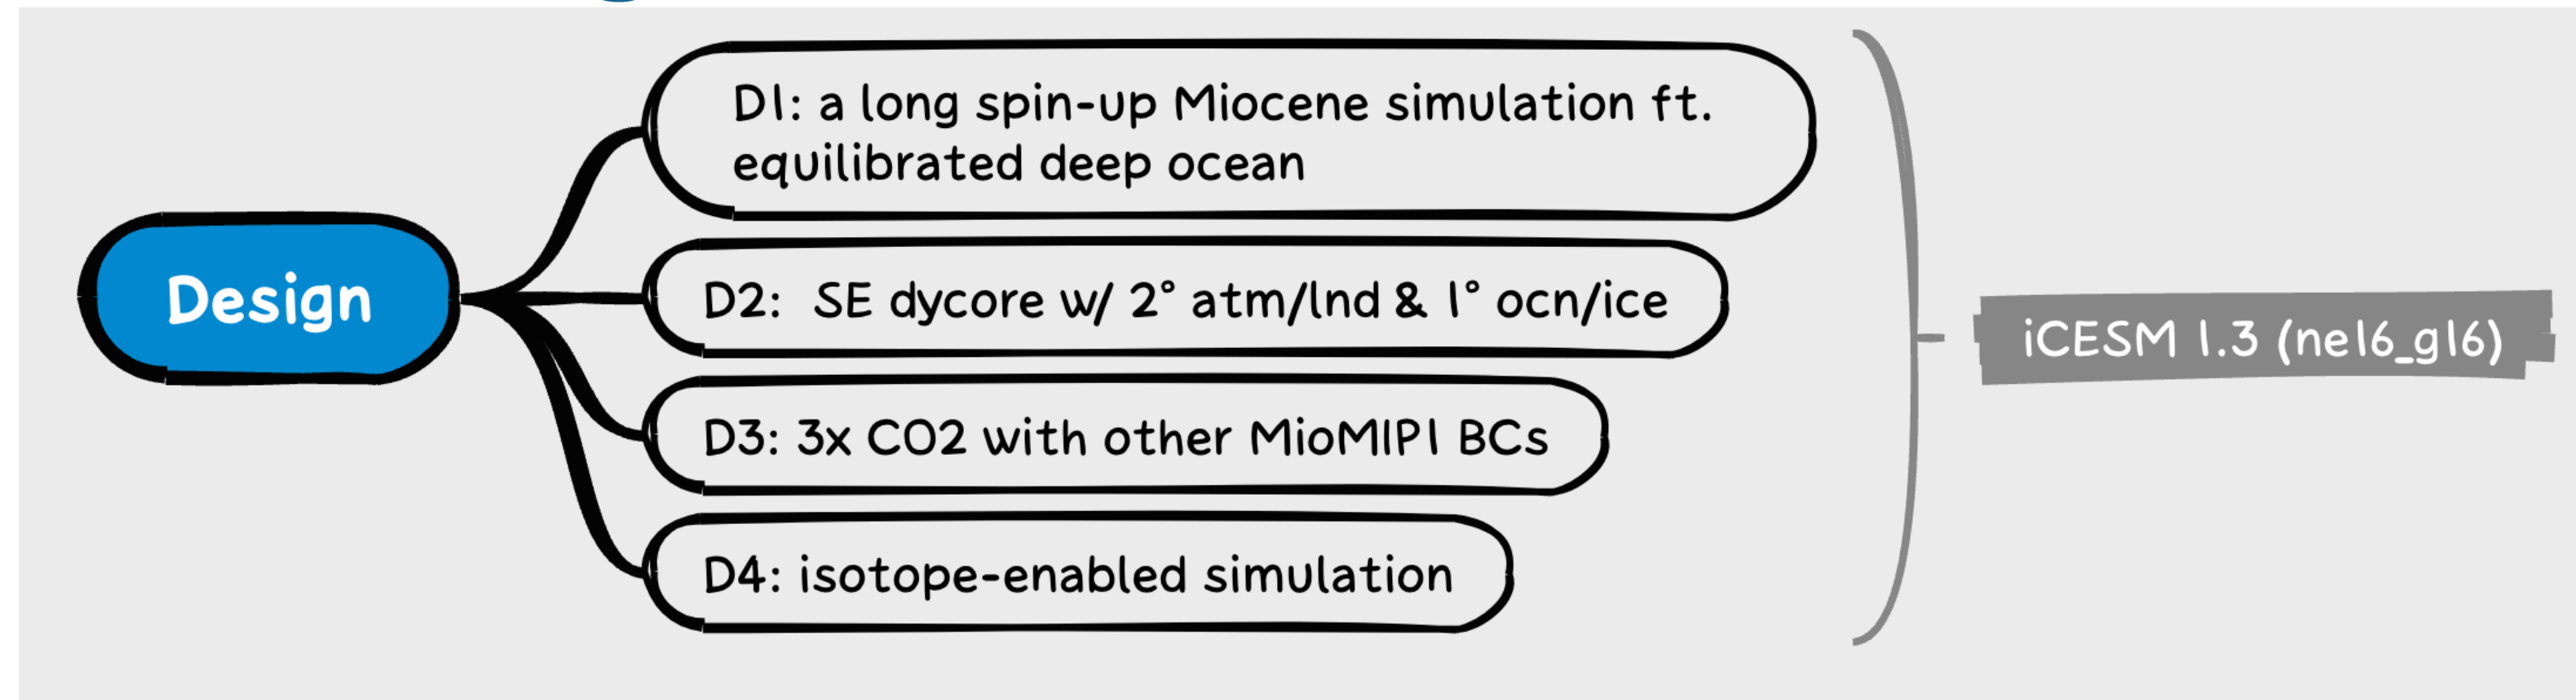 Design
D1: a long spin-up Miocene simulation ft.
equilibrated deep ocean
D2: SE dycore w/ 2° atm/lnd & 1° ocn/ice
D3: 3x CO2 with other MioMIP1 BCs
D4: isotope-enabled simulation
iCESM 1.3 (ne16_g16)